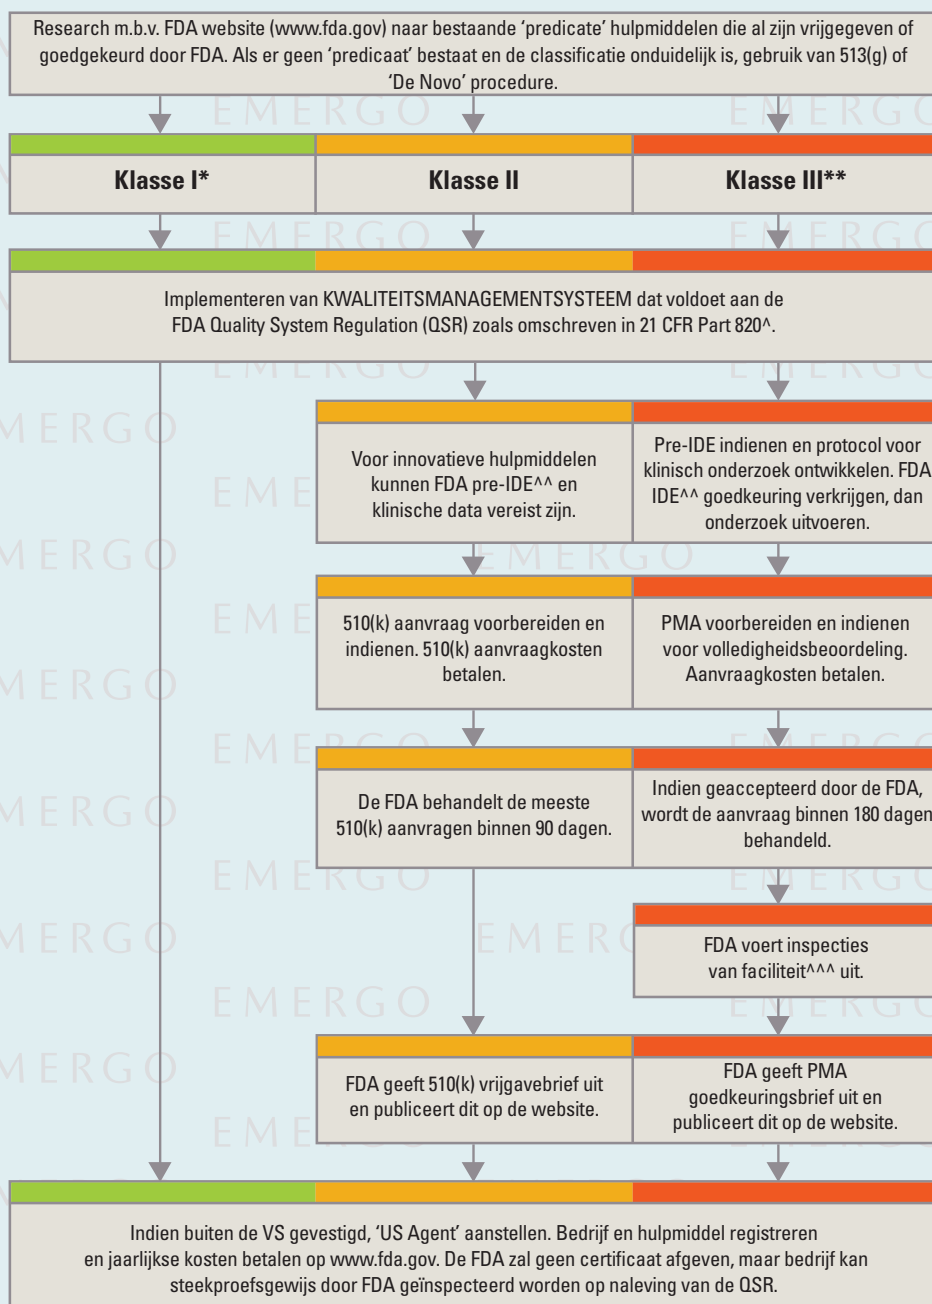 Research m.b.v. FDA website (www.fda.gov) naar bestaande ‘predicate’ hulpmiddelen die al zijn vrijgegeven of
goedgekeurd door FDA. Als er geen ‘predicaat’ bestaat en de classificatie onduidelijk is, gebruik van 513(g) of
‘De Novo’ procedure.
Klasse I*
Klasse II
Klasse III**
Implementeren van KWALITEITSMANAGEMENTSYSTEEM dat voldoet aan de
FDA Quality System Regulation (QSR) zoals omschreven in 21 CFR Part 820^.
Voor innovatieve hulpmiddelen
kunnen FDA pre-IDE^^ en
klinische data vereist zijn.
Pre-IDE indienen en protocol voor
klinisch onderzoek ontwikkelen. FDA
IDE^^ goedkeuring verkrijgen, dan
onderzoek uitvoeren.
510(k) aanvraag voorbereiden en
indienen. 510(k) aanvraagkosten
betalen.
PMA voorbereiden en indienen
voor volledigheidsbeoordeling.
Aanvraagkosten betalen.
De FDA behandelt de meeste
510(k) aanvragen binnen 90 dagen.
Indien geaccepteerd door de FDA,
wordt de aanvraag binnen 180 dagen
behandeld.
FDA voert inspecties
van faciliteit^^^ uit.
FDA geeft 510(k) vrijgavebrief uit
en publiceert dit op de website.
FDA geeft PMA
goedkeuringsbrief uit en
publiceert dit op de website.
Indien buiten de VS gevestigd, ‘US Agent’ aanstellen. Bedrijf en hulpmiddel registreren
en jaarlijkse kosten betalen op www.fda.gov. De FDA zal geen certificaat afgeven, maar bedrijf kan
steekproefsgewijs door FDA geïnspecteerd worden op naleving van de QSR.
EMERGO